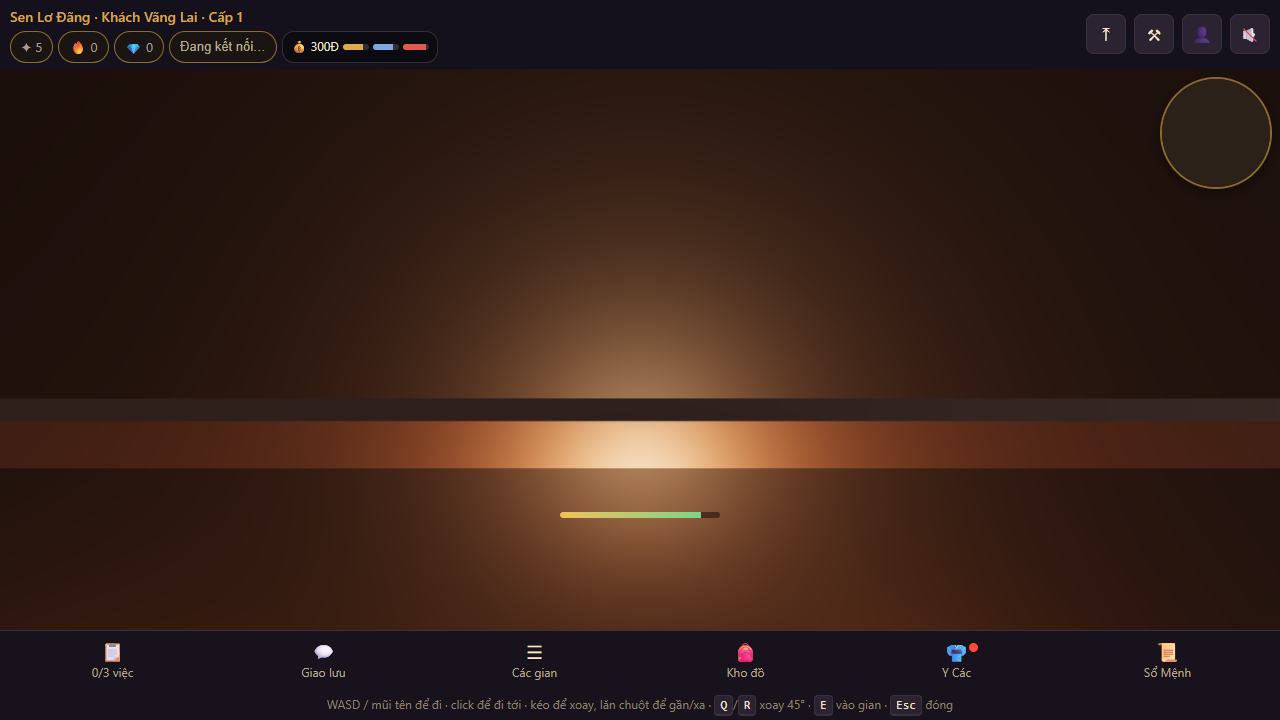 Sen Lơ Đãng · Khách Vãng Lai · Cấp 1
5
0
0
Đang kết nối…
300Đ
0/3 việc
Giao lưu
Các gian
Kho đồ
Y Các
Sổ Mệnh
WASD / mũi tên để đi · click để đi tới · kéo để xoay, lăn chuột để gần/xa · Q / R xoay 45° · E vào gian · Esc đóng